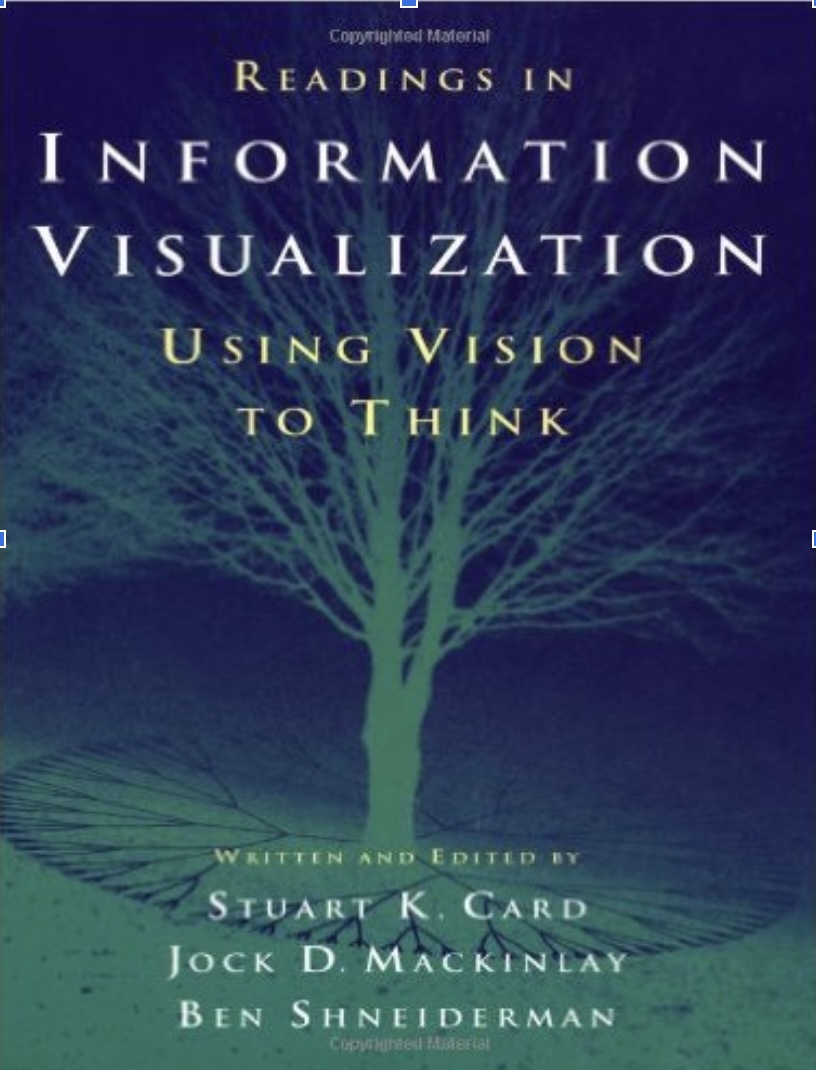 Copyrighted Material
READINGS IN
INFORMATION
VISUALIZATION
USING VISION
TO THINK
WRITTEN AND EDITED BY
STUART K. CARD
JOCK D. MACKINLAY
BEN SHNEIDERMAN
Copyrighted Material